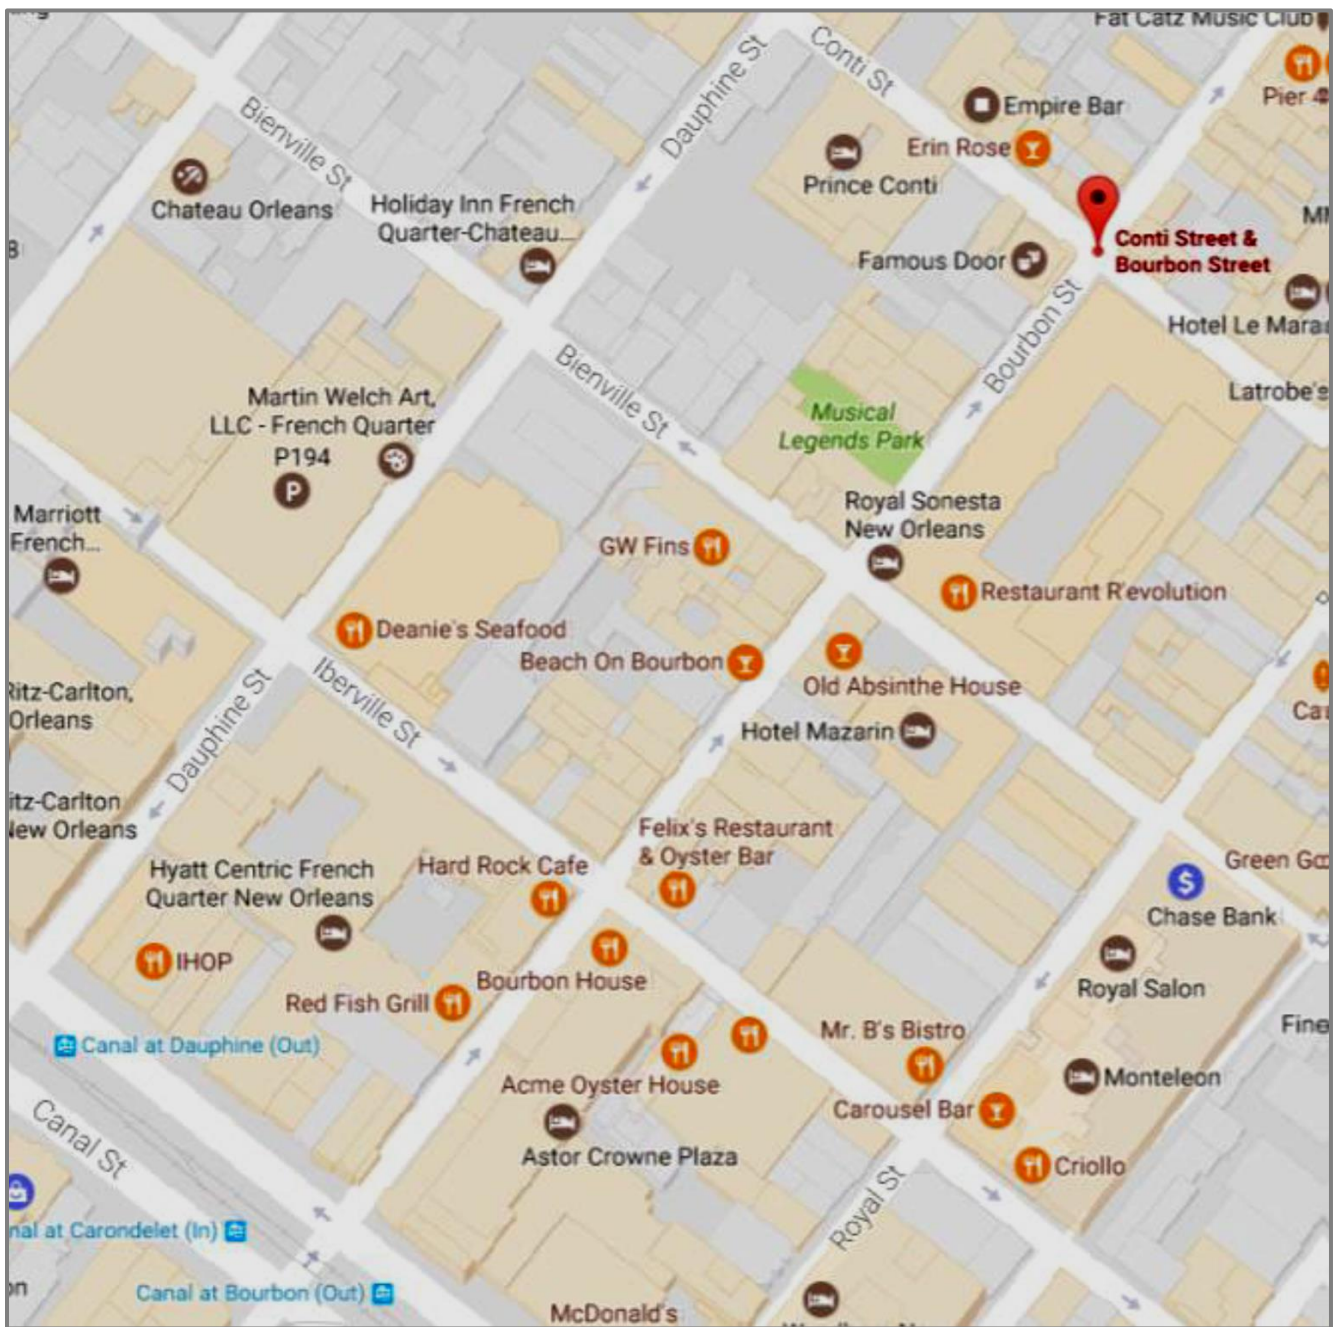 Fat Catz Music Club
Conti St
Dauphine St
Pier 4
Empire Bar
Erin Rose
Bienville St
Prince Conti
Chateau Orleans
Holiday Inn French
Quarter-Chateau...
Conti Street &
Bourbon Street
Famous Door
Hotel Le Mara
Bourbon St
Latrobe's
Bienville St
Martin Welch Art,
LLC - French Quarter
P194
P
Musical
Legends Park
Marriott
French...
Royal Sonesta
New Orleans
GW Fins
Restaurant R'evolution
Deanie's Seafood
Beach On Bourbon
Old Absinthe House
Iberville St
Ritz-Carlton,
Orleans
Dauphine St
Hotel Mazarin
itz-Carlton
New Orleans
Felix's Restaurant
& Oyster Bar
Hard Rock Cafe
Hyatt Centric French
Quarter New Orleans
Green Goo
$
Chase Bank
IHOP
Bourbon House
Red Fish Grill
Royal Salon
Fine
Canal at Dauphine (Out)
Mr. B's Bistro
Acme Oyster House
Monteleon
Carousel Bar
Canal St
Astor Crowne Plaza
Criollo
Royal St
nal at Carondelet (In)
on
Canal at Bourbon (Out)
McDonald's